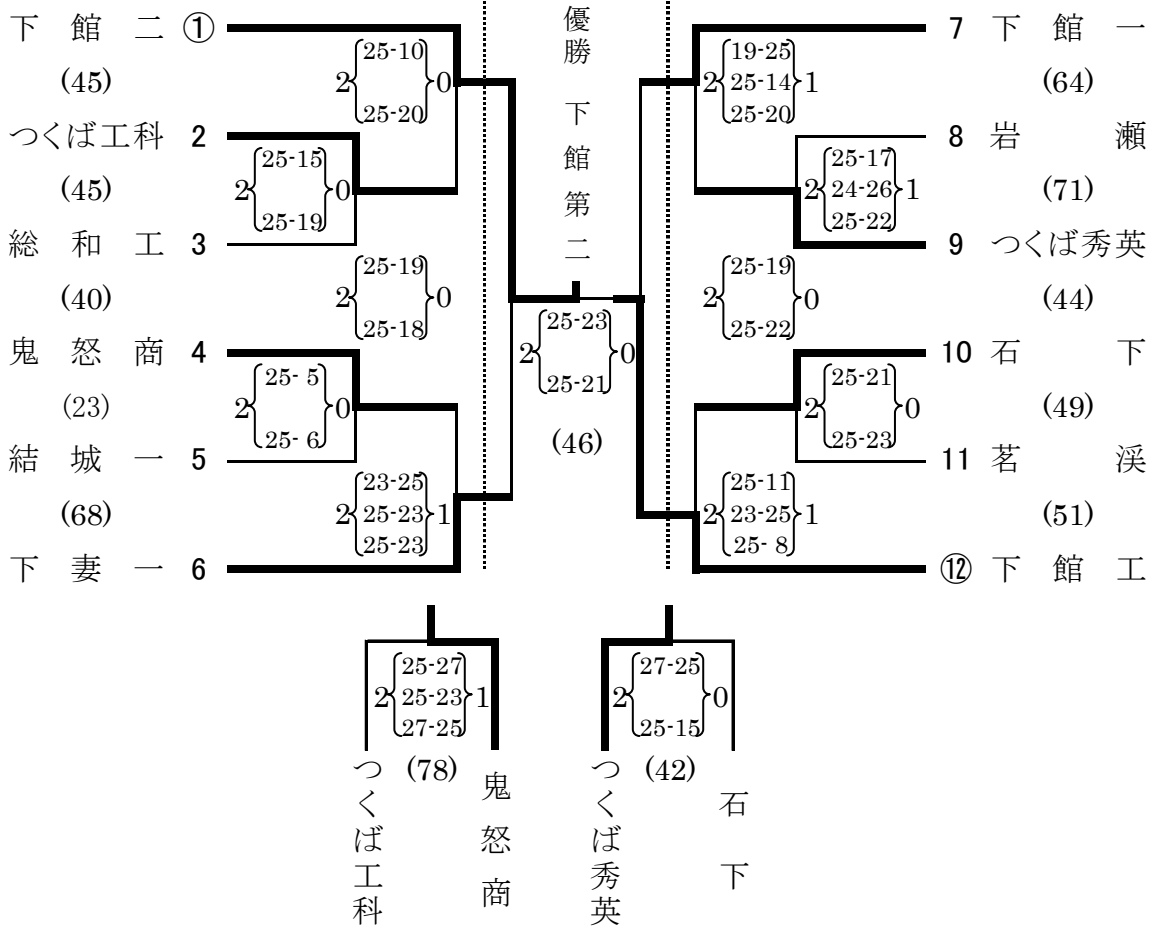 下館二 ①
(45)
つくば工科 2
(45)
総和工 3
(40)
鬼怒商 4
(23)
結城一 5
(68)
下妻一 6
2 25-10 0
25-20
2 25-15 0
25-19
2 25-19 0
25-18
2 25- 5 0
25- 6
23-25
2 25-23 1
25-23
優勝 下館第二
2 25-23 0
25-21
(46)
7 下館一
(64)
8 岩瀬
(71)
9 つくば秀英
(44)
10 石下
(49)
11 茗渓
(51)
⑫ 下館工
19-25
2 25-14 1
25-20
25-17
2 24-26 1
25-22
2 25-19 0
25-22
2 25-21 0
25-23
25-11
2 23-25 1
25- 8
25-27
2 25-23 1
27-25
(78)
つくば工科
鬼怒商
2 27-25 0
25-15
(42)
つくば秀英
石下